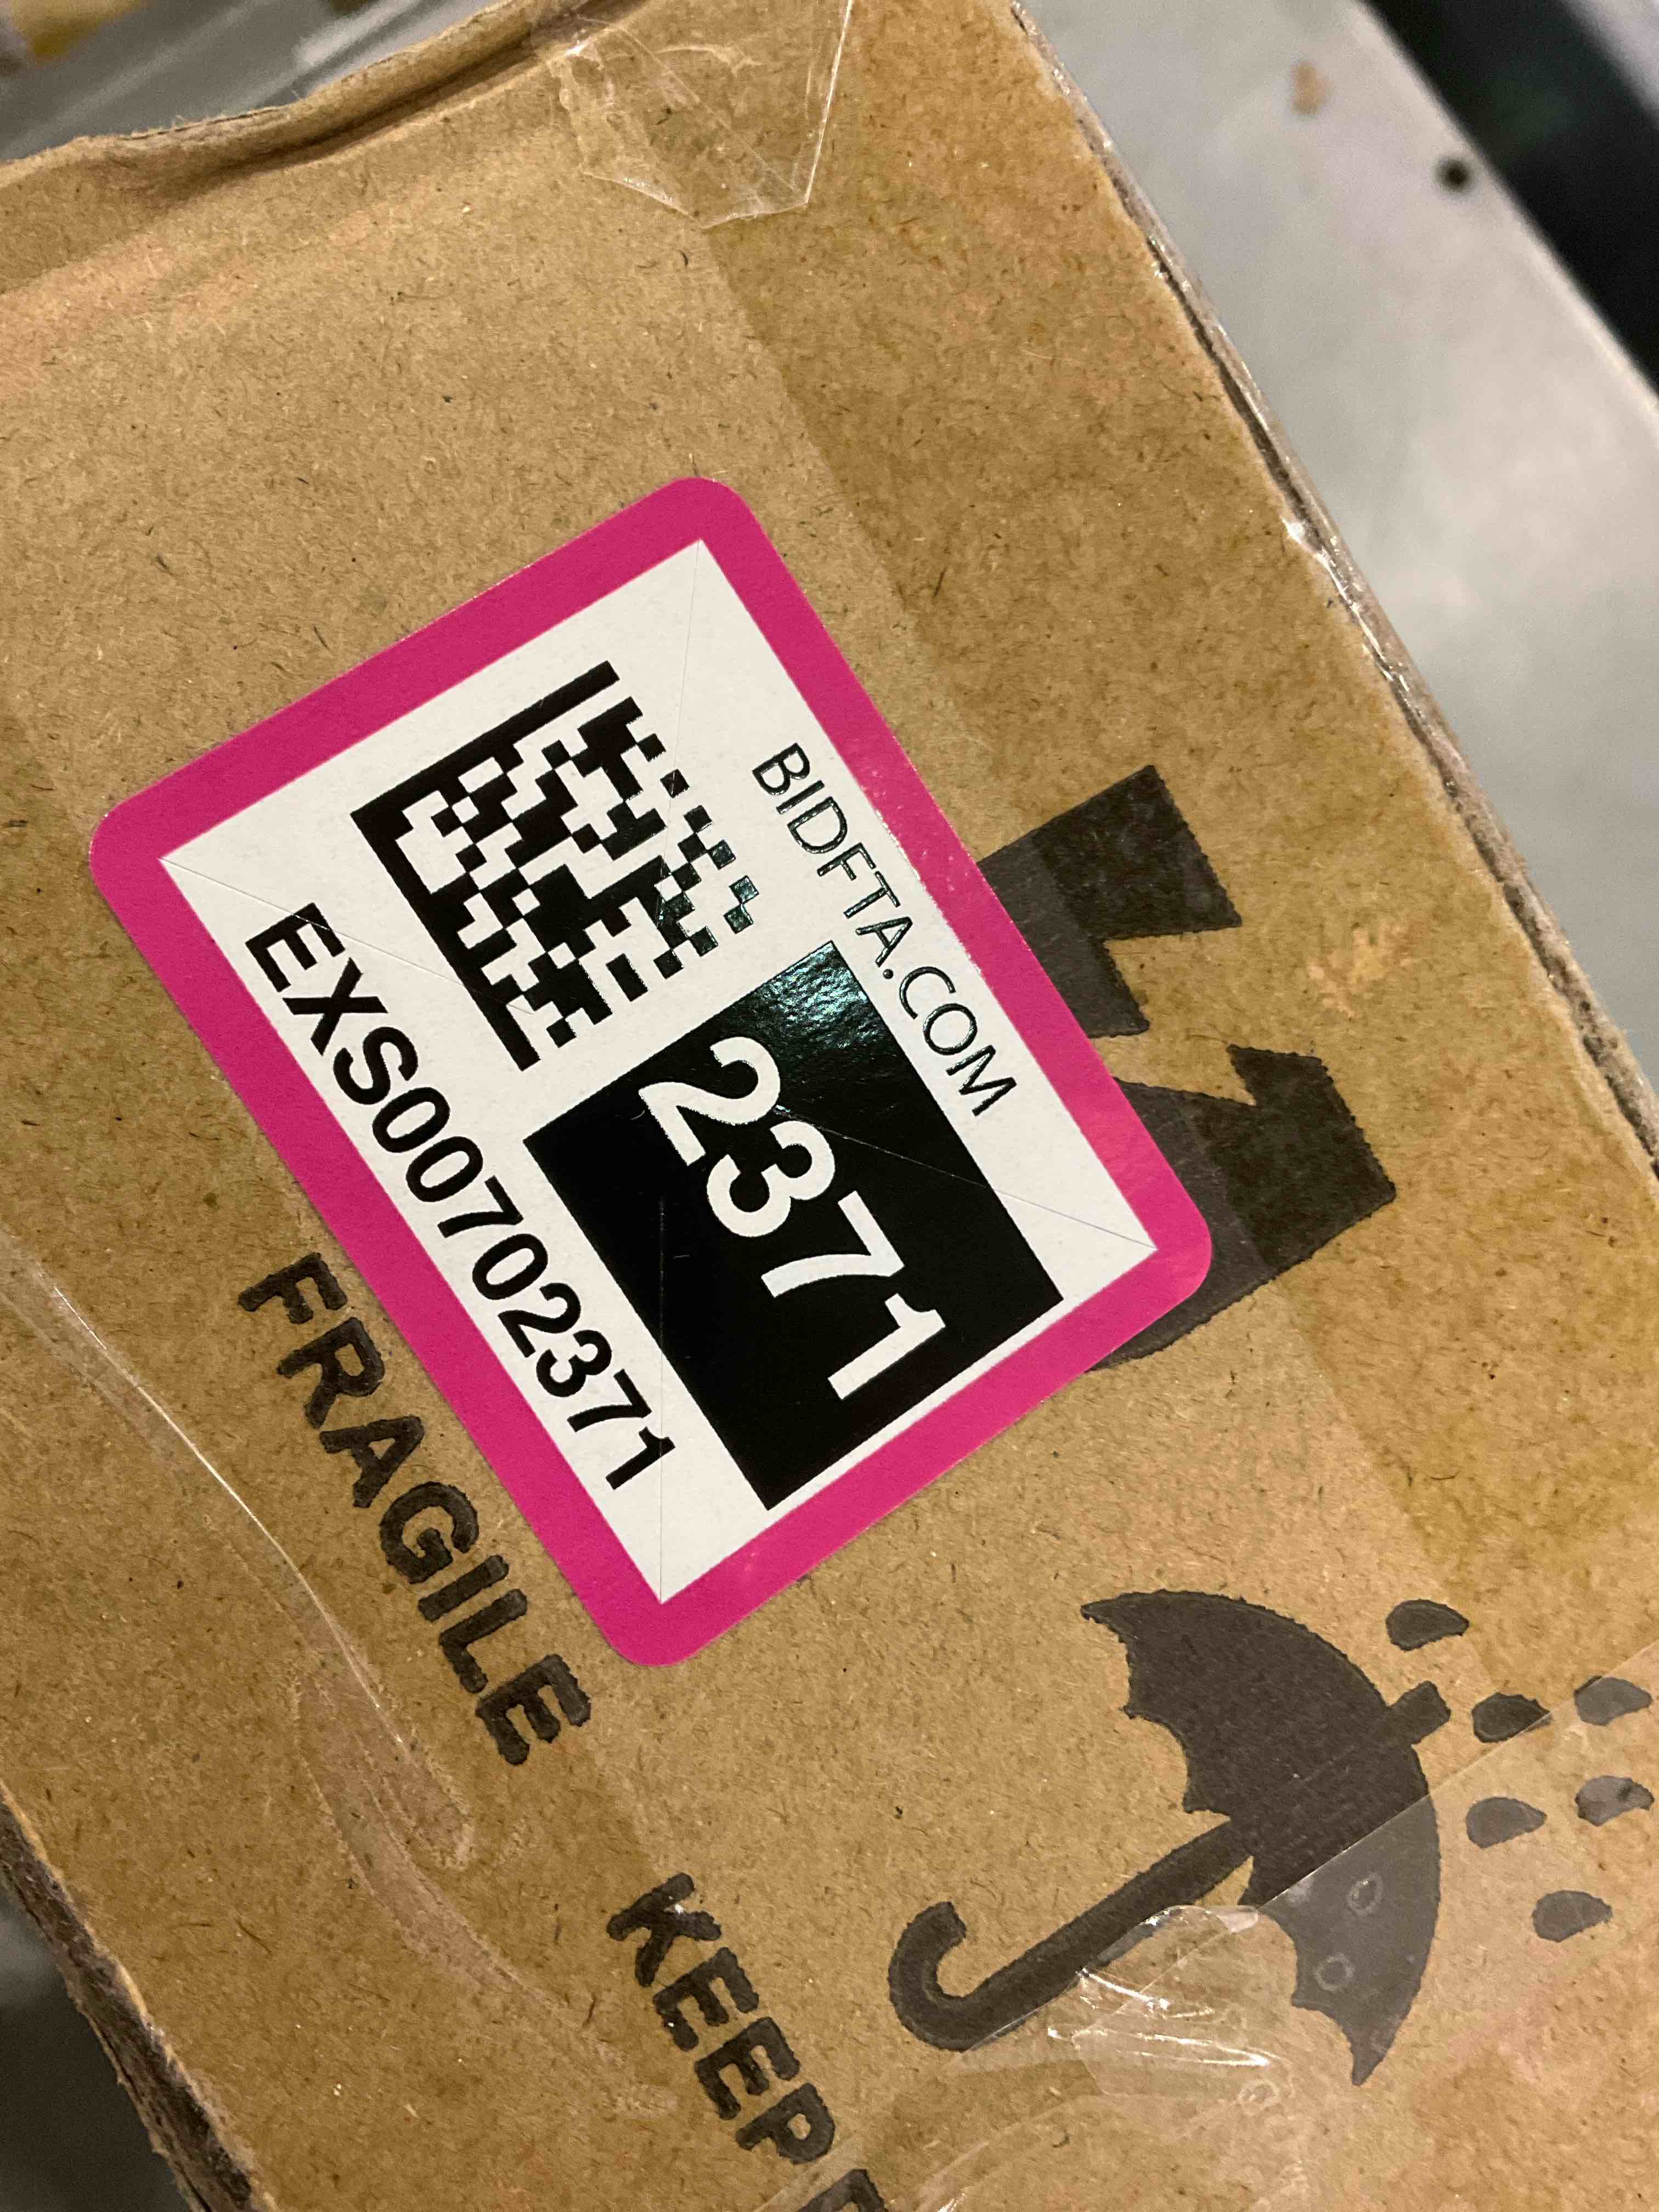 BIDFTA.COM
2371
EXS00702371
FRAGILE
KEEP